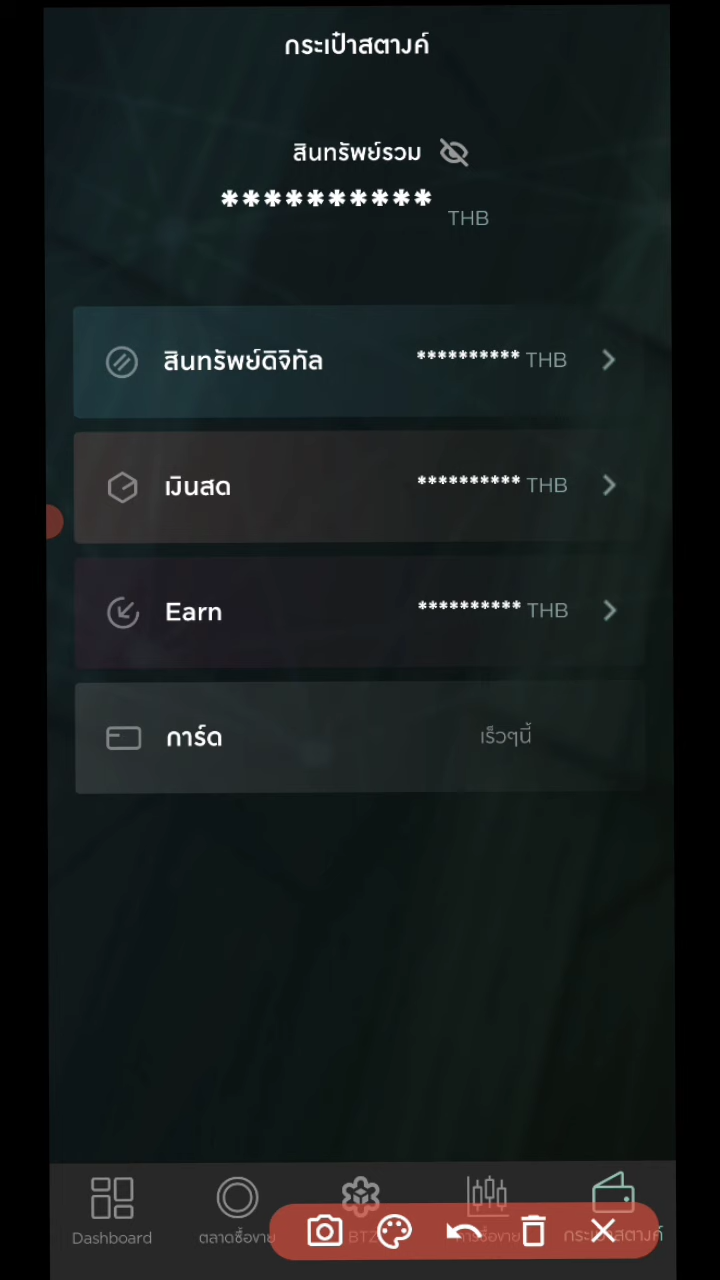 กระเป๋าสตางค์
สินทรัพย์รวม
**********
THB
สินทรัพย์ดิจิทัล ********** THB
เงินสด ********** THB
Earn ********** THB
การ์ด เร็วๆนี้
Dashboard ตลาดซื้อขาย BTZ การซื้อขาย กระเป๋าสตางค์